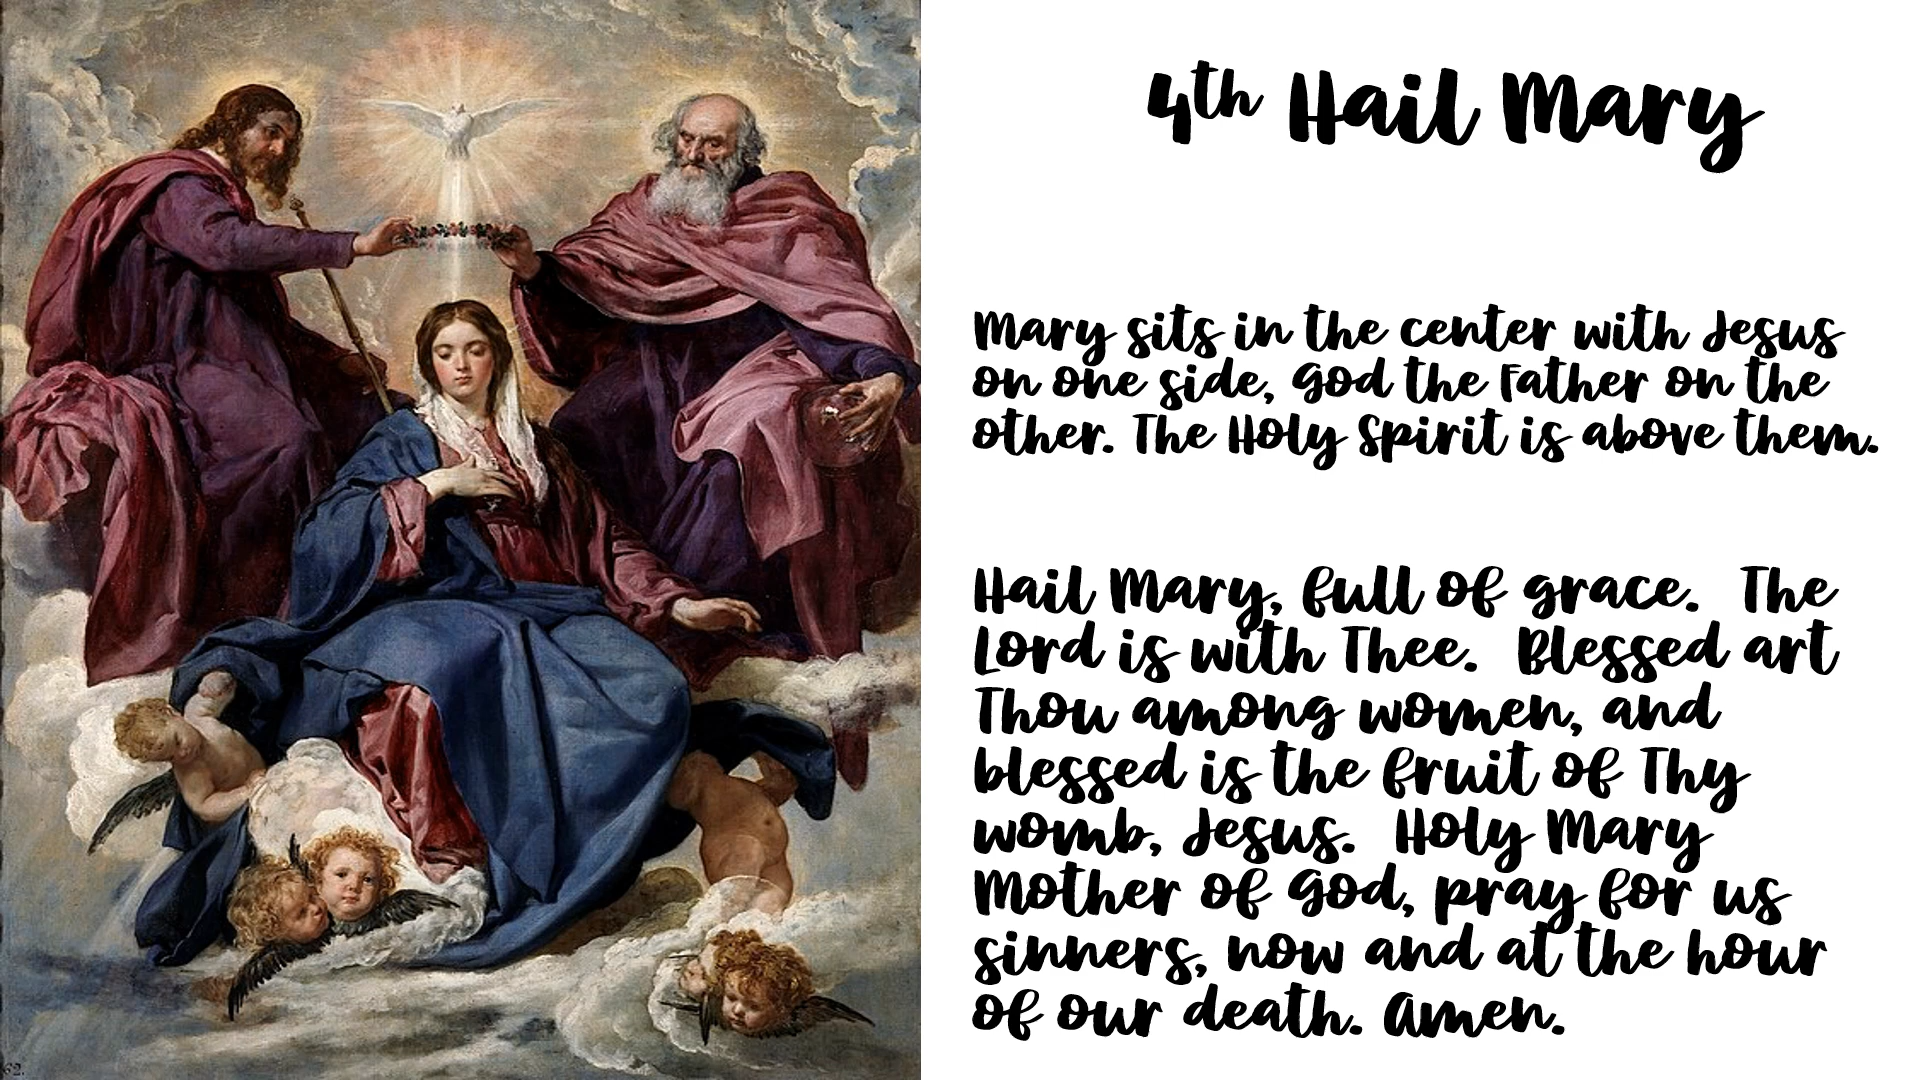 4th Hail Mary
Mary sits in the center with Jesus
on one side, God the Father on the
other. The Holy Spirit is above them.
Hail Mary, full of grace. The
Lord is with Thee. Blessed art
Thou among women, and
blessed is the fruit of Thy
womb, Jesus. Holy Mary
Mother of God, pray for us
sinners, now and at the hour
of our death. Amen.
62.